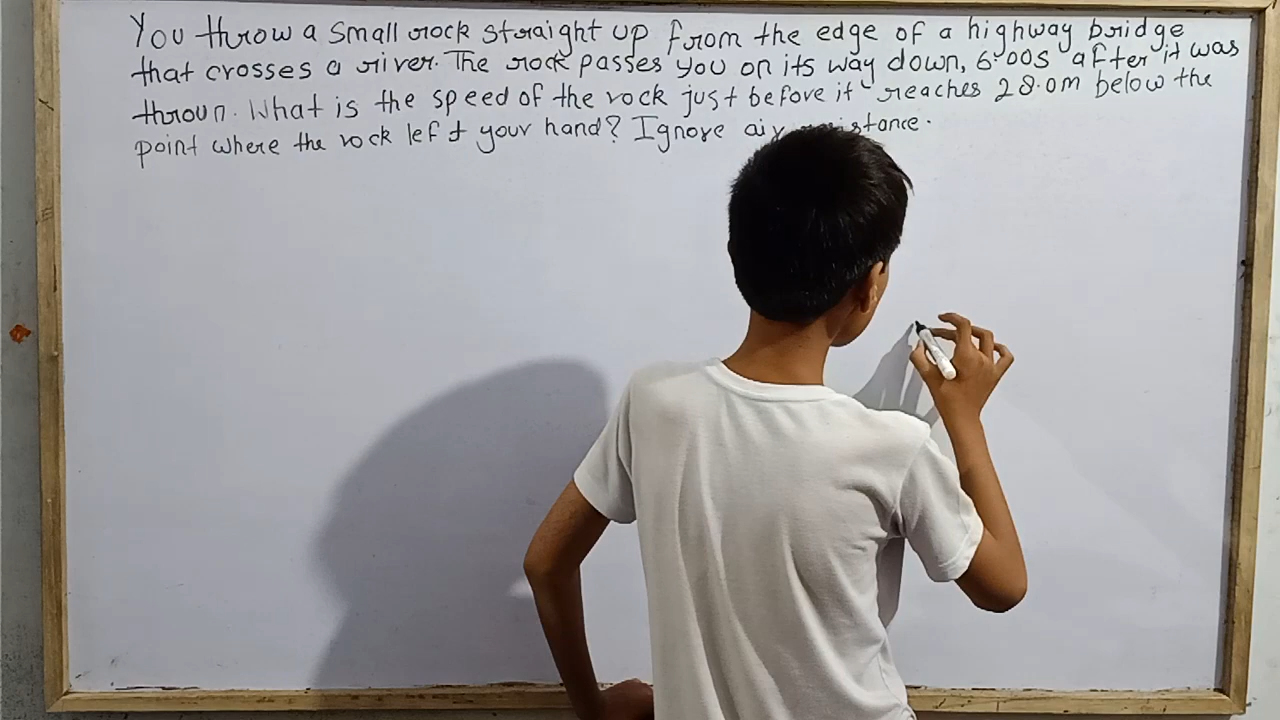 You throw a small rock straight up from the edge of a highway bridge
that crosses a river. The rock passes you on its way down, 6.00s after it was
throun. What is the speed of the rock just before it reaches 28.0m below the
point where the rock left your hand? Ignore air